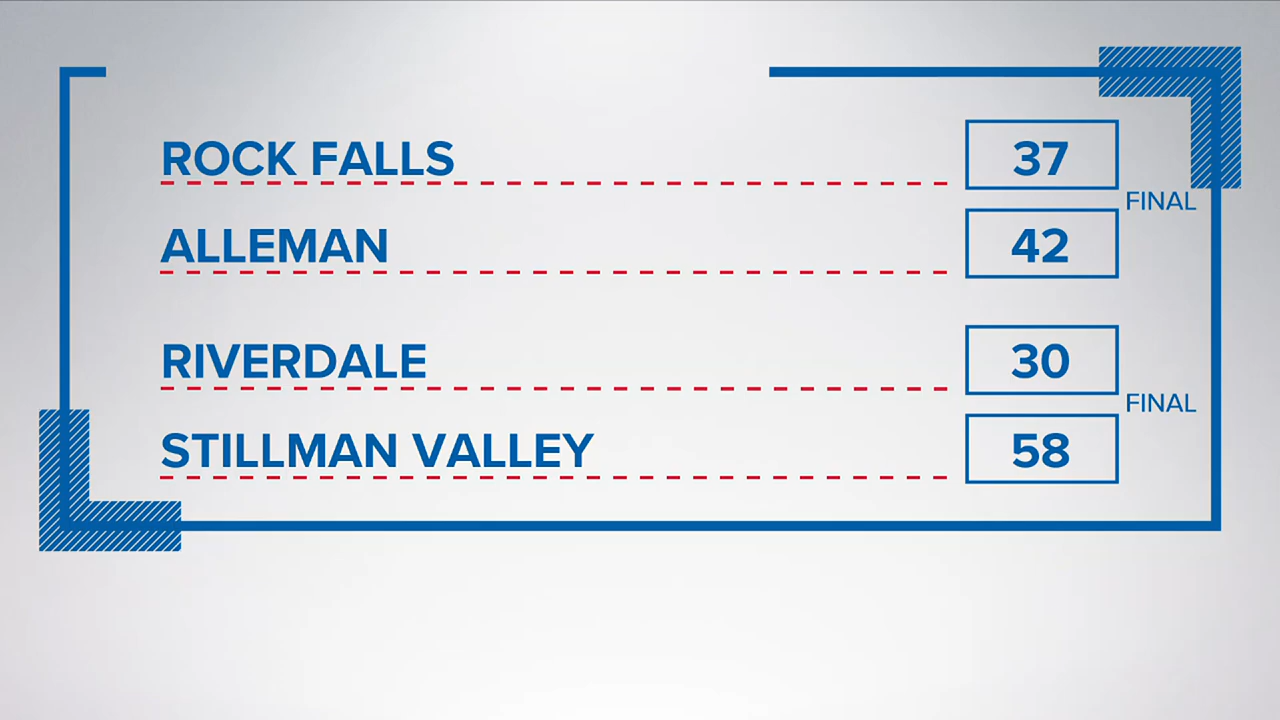 ROCK FALLS 37
FINAL
ALLEMAN 42
RIVERDALE 30
FINAL
STILLMAN VALLEY 58